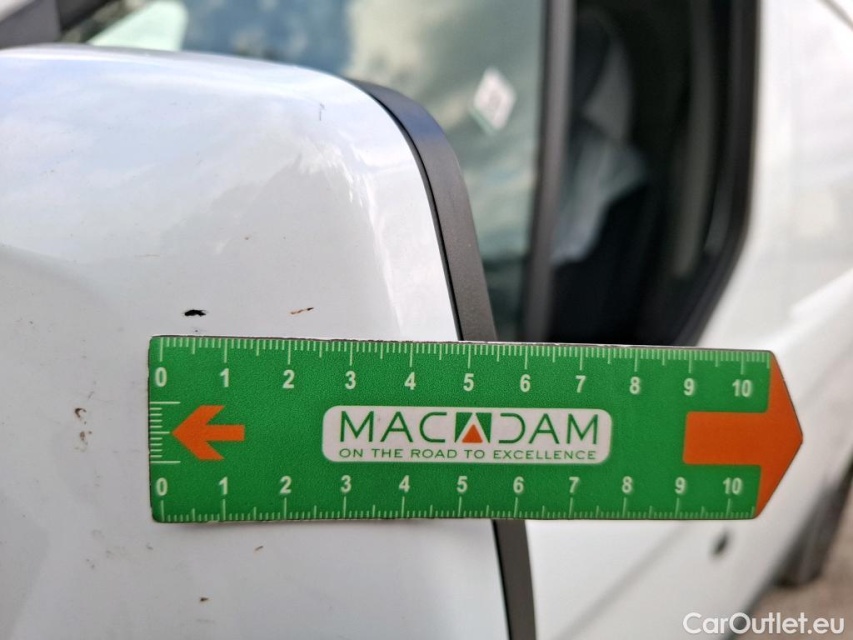 0 1 2 3 4 5 6 7 8 9 10
MACADAM
ON THE ROAD TO EXCELLENCE
0 1 2 3 4 5 6 7 8 9 10
CarOutlet.eu